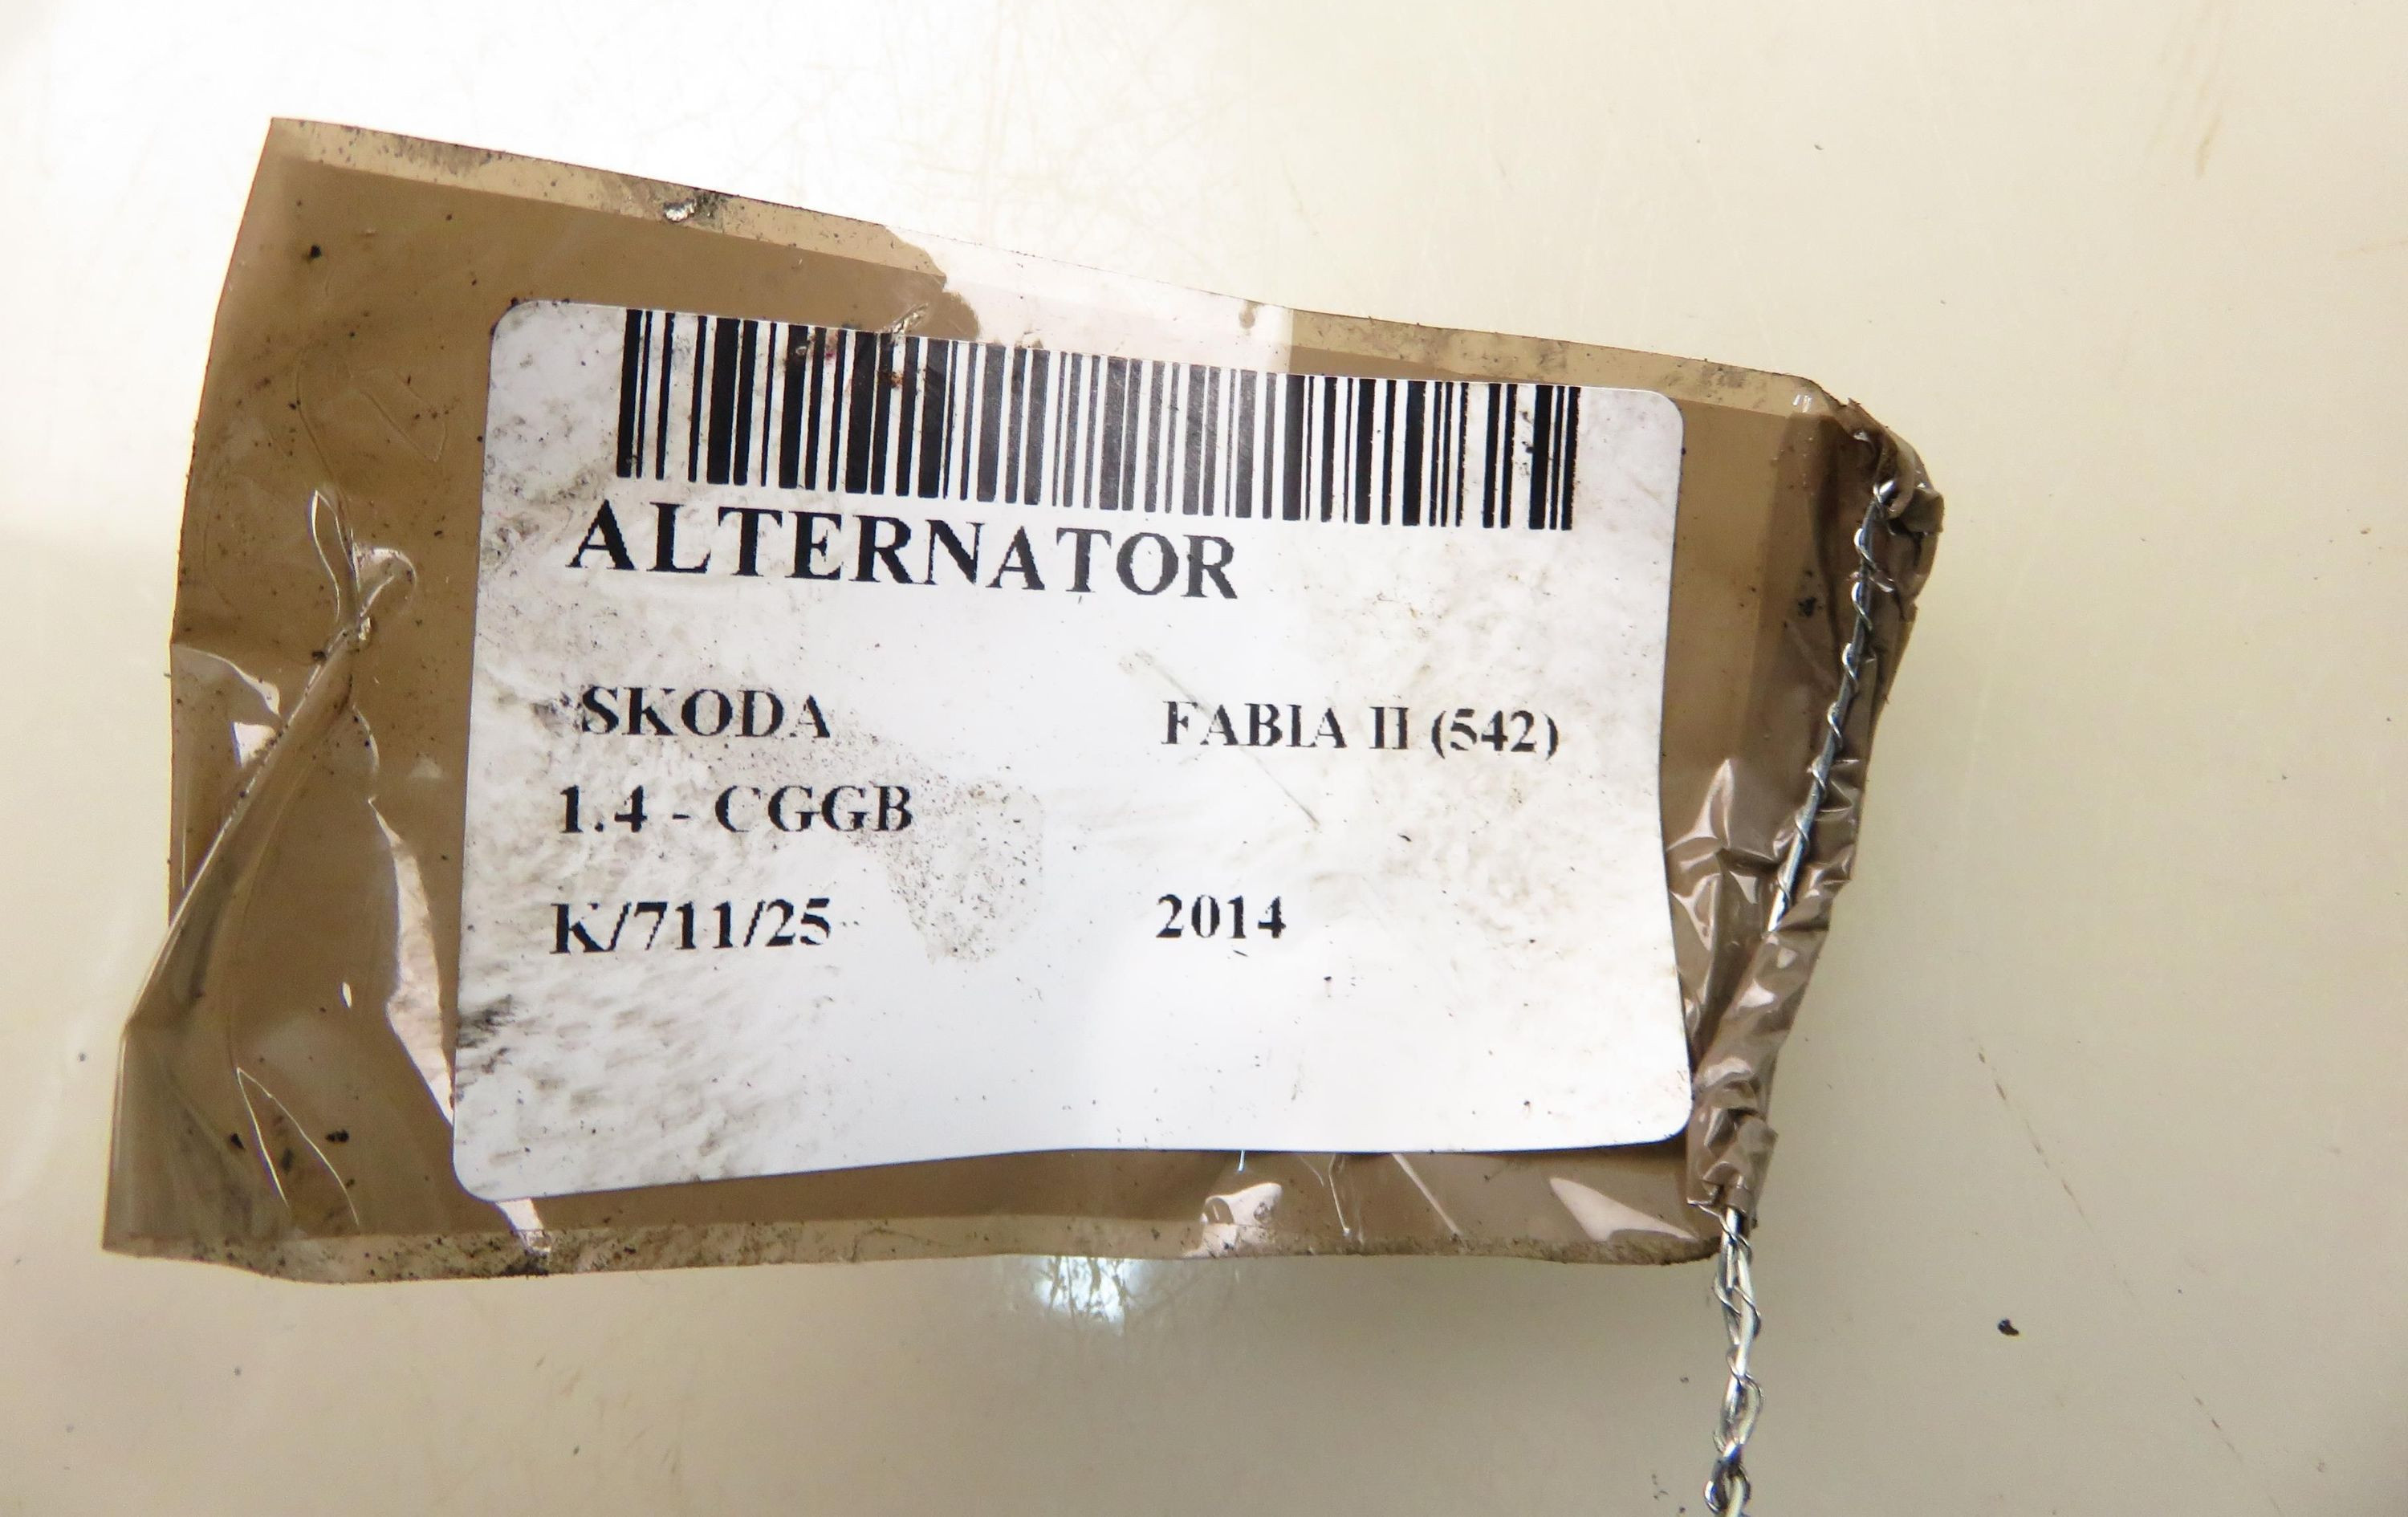 ALTERNATOR
SKODA FABIA II (542)
1.4 - CGGB
K/711/25 2014